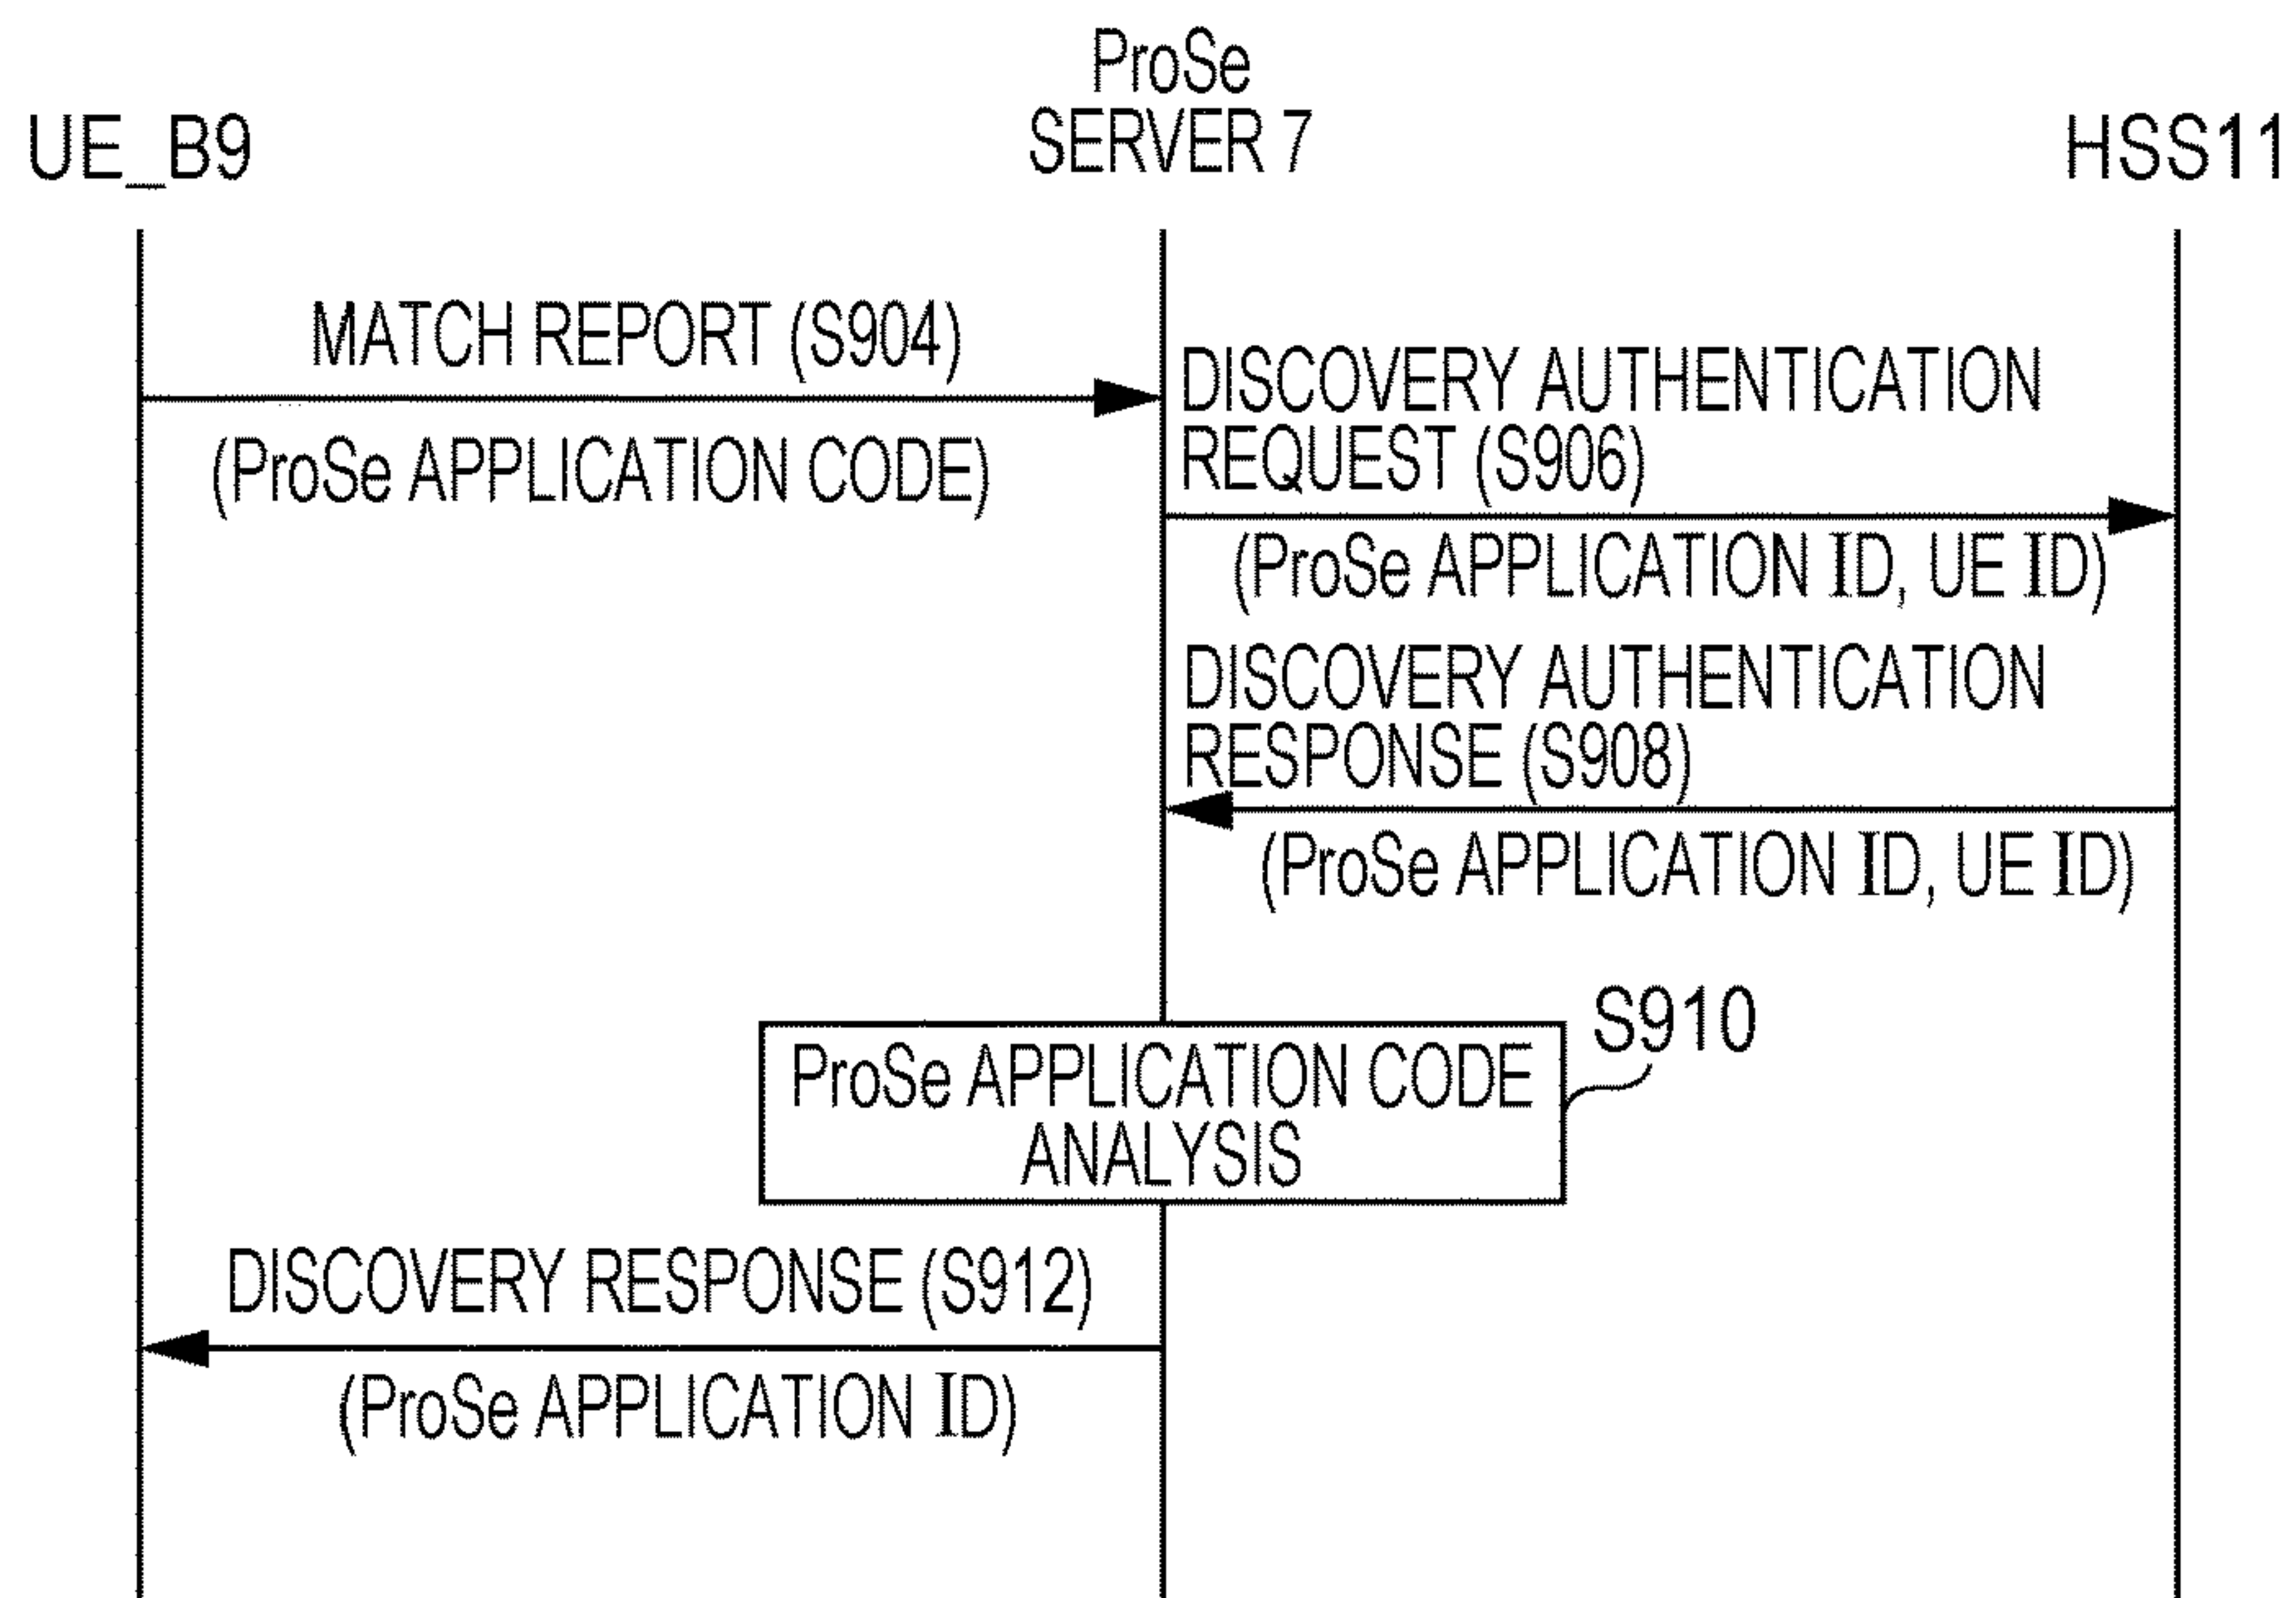 UE_B9
ProSe
SERVER 7
HSS11
MATCH REPORT (S904)
(ProSe APPLICATION CODE)
DISCOVERY AUTHENTICATION
REQUEST (S906)
(ProSe APPLICATION ID, UE ID)
DISCOVERY AUTHENTICATION
RESPONSE (S908)
(ProSe APPLICATION ID, UE ID)
S910
ProSe APPLICATION CODE
ANALYSIS
DISCOVERY RESPONSE (S912)
(ProSe APPLICATION ID)